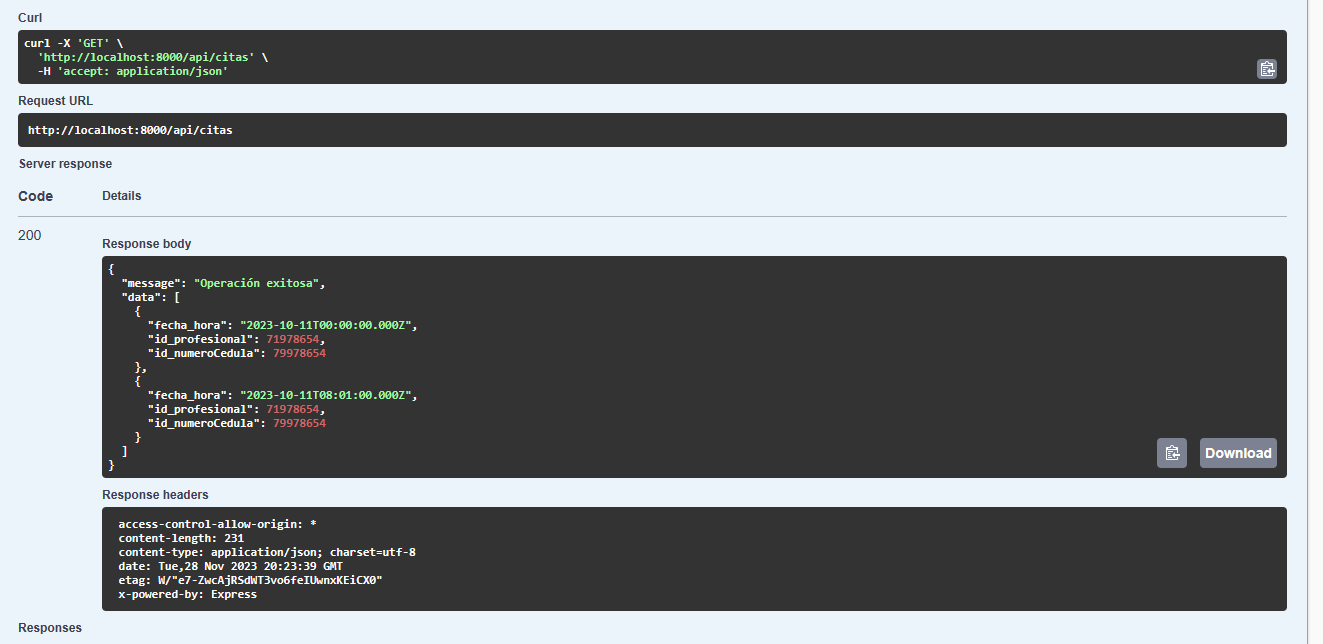 Curl
curl -X 'GET' \
  'http://localhost:8000/api/citas' \
  -H 'accept: application/json'
Request URL
http://localhost:8000/api/citas
Server response
Code Details
200
Response body
{
  "message": "Operación exitosa",
  "data": [
    {
      "fecha_hora": "2023-10-11T00:00:00.000Z",
      "id_profesional": 71978654,
      "id_numeroCedula": 79978654
    },
    {
      "fecha_hora": "2023-10-11T08:01:00.000Z",
      "id_profesional": 71978654,
      "id_numeroCedula": 79978654
    }
  ]
}
Download
Response headers
access-control-allow-origin: *
content-length: 231
content-type: application/json; charset=utf-8
date: Tue,28 Nov 2023 20:23:39 GMT
etag: W/"e7-ZwcAjRSdWT3vo6feIUwnxKEiCX0"
x-powered-by: Express
Responses